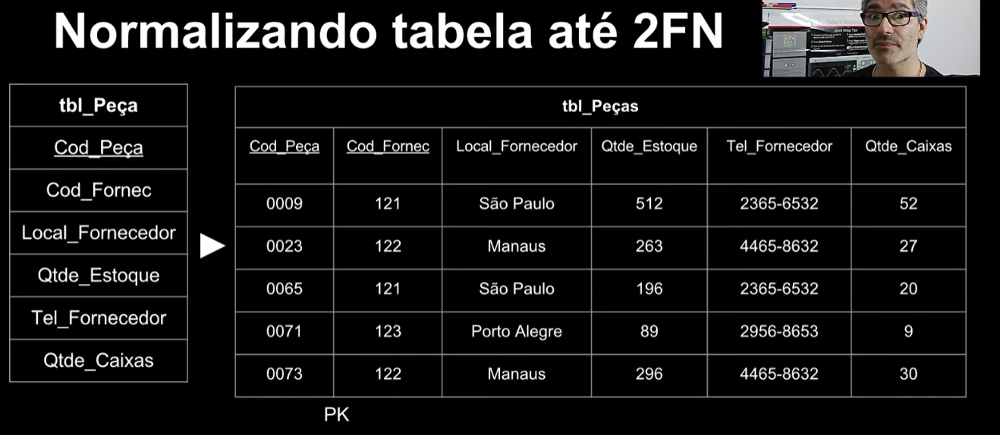 Normalizando tabela até 2FN
Quick Setup Tips
tbl_Peça
Cod_Peça
Cod_Fornec
Local_Fornecedor
Qtde_Estoque
Tel_Fornecedor
Qtde_Caixas
tbl_Peças
Cod_Peça Cod_Fornec Local_Fornecedor Qtde_Estoque Tel_Fornecedor Qtde_Caixas
0009 121 São Paulo 512 2365-6532 52
0023 122 Manaus 263 4465-8632 27
0065 121 São Paulo 196 2365-6532 20
0071 123 Porto Alegre 89 2956-8653 9
0073 122 Manaus 296 4465-8632 30
PK